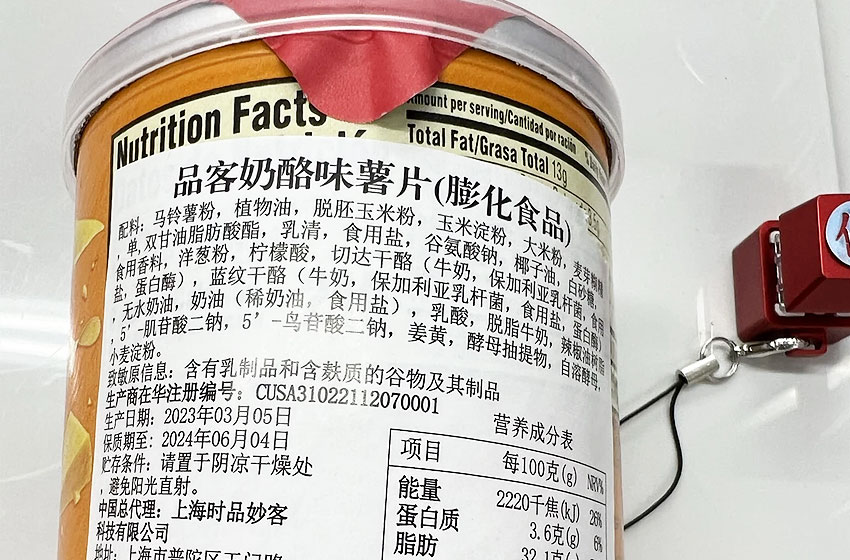 Nutrition Facts
Amount per serving/Cantidad por ración
Total Fat/Grasa Total 13g
品客奶酪味薯片(膨化食品)
配料: 马铃薯粉, 植物油, 脱胚玉米粉, 玉米淀粉, 大米粉, 麦芽糊精
, 单,双甘油脂肪酸酯, 乳清, 食用盐, 谷氨酸钠, 椰子油, 白砂糖,
食用香料, 洋葱粉, 柠檬酸, 切达干酪 (牛奶, 保加利亚乳杆菌, 食用
盐, 蛋白酶), 蓝纹干酪 (牛奶, 保加利亚乳杆菌, 食用盐, 蛋白酶)
, 无水奶油, 奶油 (稀奶油, 食用盐), 乳酸, 脱脂牛奶, 辣椒油树脂
, 5’-肌苷酸二钠, 5’-鸟苷酸二钠, 姜黄, 酵母抽提物, 自溶酵母,
小麦淀粉。
致敏原信息: 含有乳制品和含麸质的谷物及其制品
生产商在华注册编号: CUSA31022112070001
生产日期: 2023年03月05日
保质期至: 2024年06月04日
贮存条件: 请置于阴凉干燥处
, 避免阳光直射。
中国总代理: 上海时品妙客
科技有限公司
地址: 上海市普陀区
营养成分表
项目 每100克(g) NRV%
能量 2220千焦(kJ) 26%
蛋白质 3.6克(g) 6%
脂肪 32.1克(g)